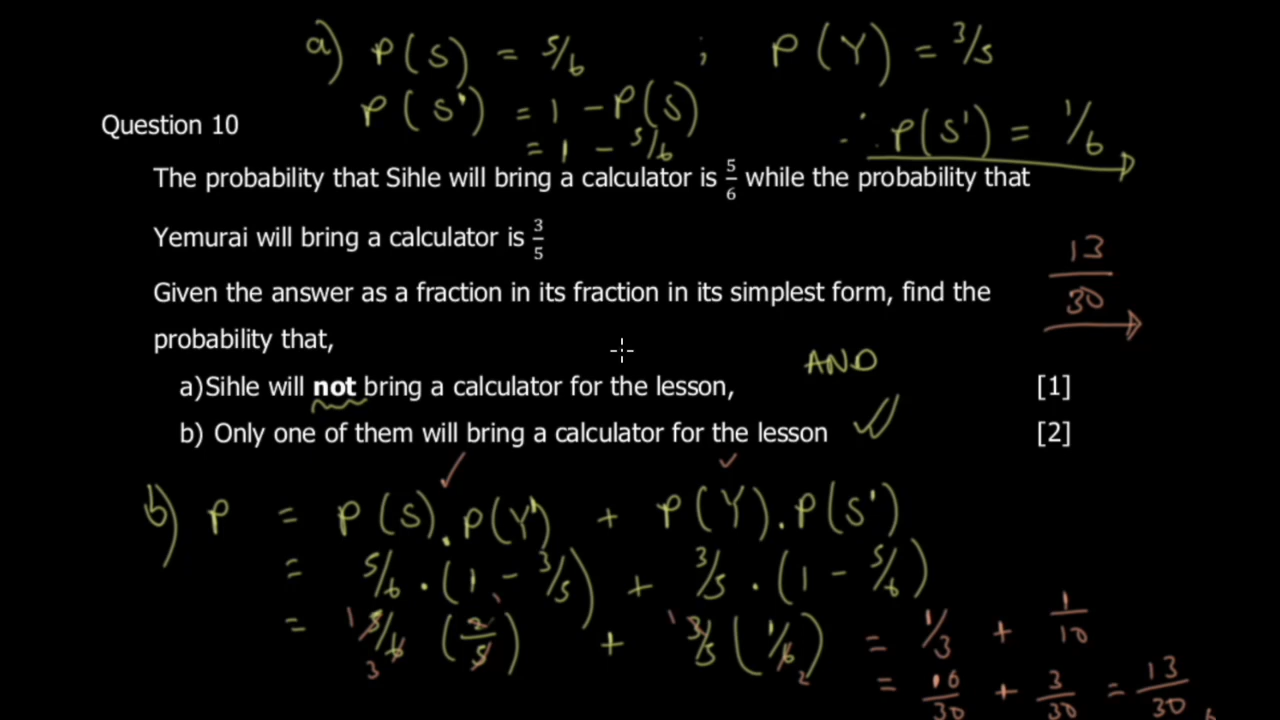 a) P(S) = 5/6 ; P(Y) = 3/5
P(S') = 1 - P(S)
= 1 - 5/6
∴ P(S') = 1/6
Question 10
The probability that Sihle will bring a calculator is 5/6 while the probability that
Yemurai will bring a calculator is 3/5
Given the answer as a fraction in its fraction in its simplest form, find the
probability that,
13/30
AND
a)Sihle will not bring a calculator for the lesson, [1]
b) Only one of them will bring a calculator for the lesson [2]
b) P = P(S).P(Y') + P(Y).P(S')
= 5/6 . (1 - 3/5) + 3/5 . (1 - 5/6)
= 5/6 (2/5) + 3/5 (1/6) = 1/3 + 1/10
1 3 1 1 2
= 10/30 + 3/30 = 13/30